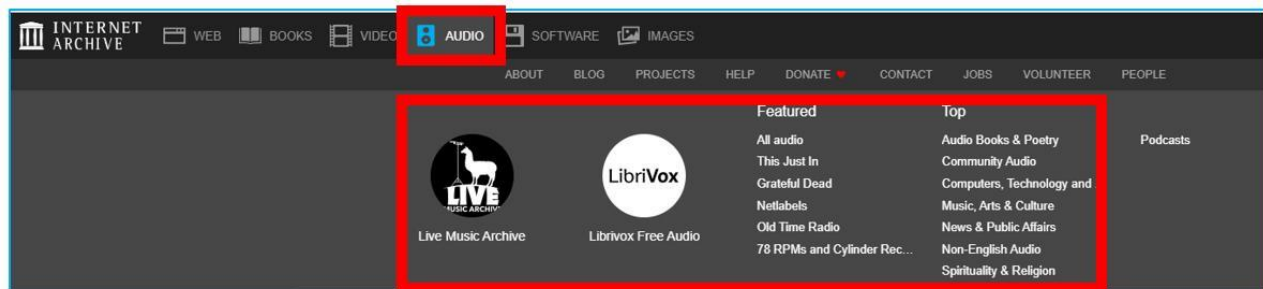 INTERNET
ARCHIVE
WEB
BOOKS
VIDEO
AUDIO
SOFTWARE
IMAGES
ABOUT
BLOG
PROJECTS
HELP
DONATE
CONTACT
JOBS
VOLUNTEER
PEOPLE
LIVE
MUSIC ARCHIV
Live Music Archive
LibriVox
Librivox Free Audio
Featured
All audio
This Just In
Grateful Dead
Netlabels
Old Time Radio
78 RPMs and Cylinder Rec...
Top
Audio Books & Poetry
Community Audio
Computers, Technology and
Music, Arts & Culture
News & Public Affairs
Non-English Audio
Spirituality & Religion
Podcasts